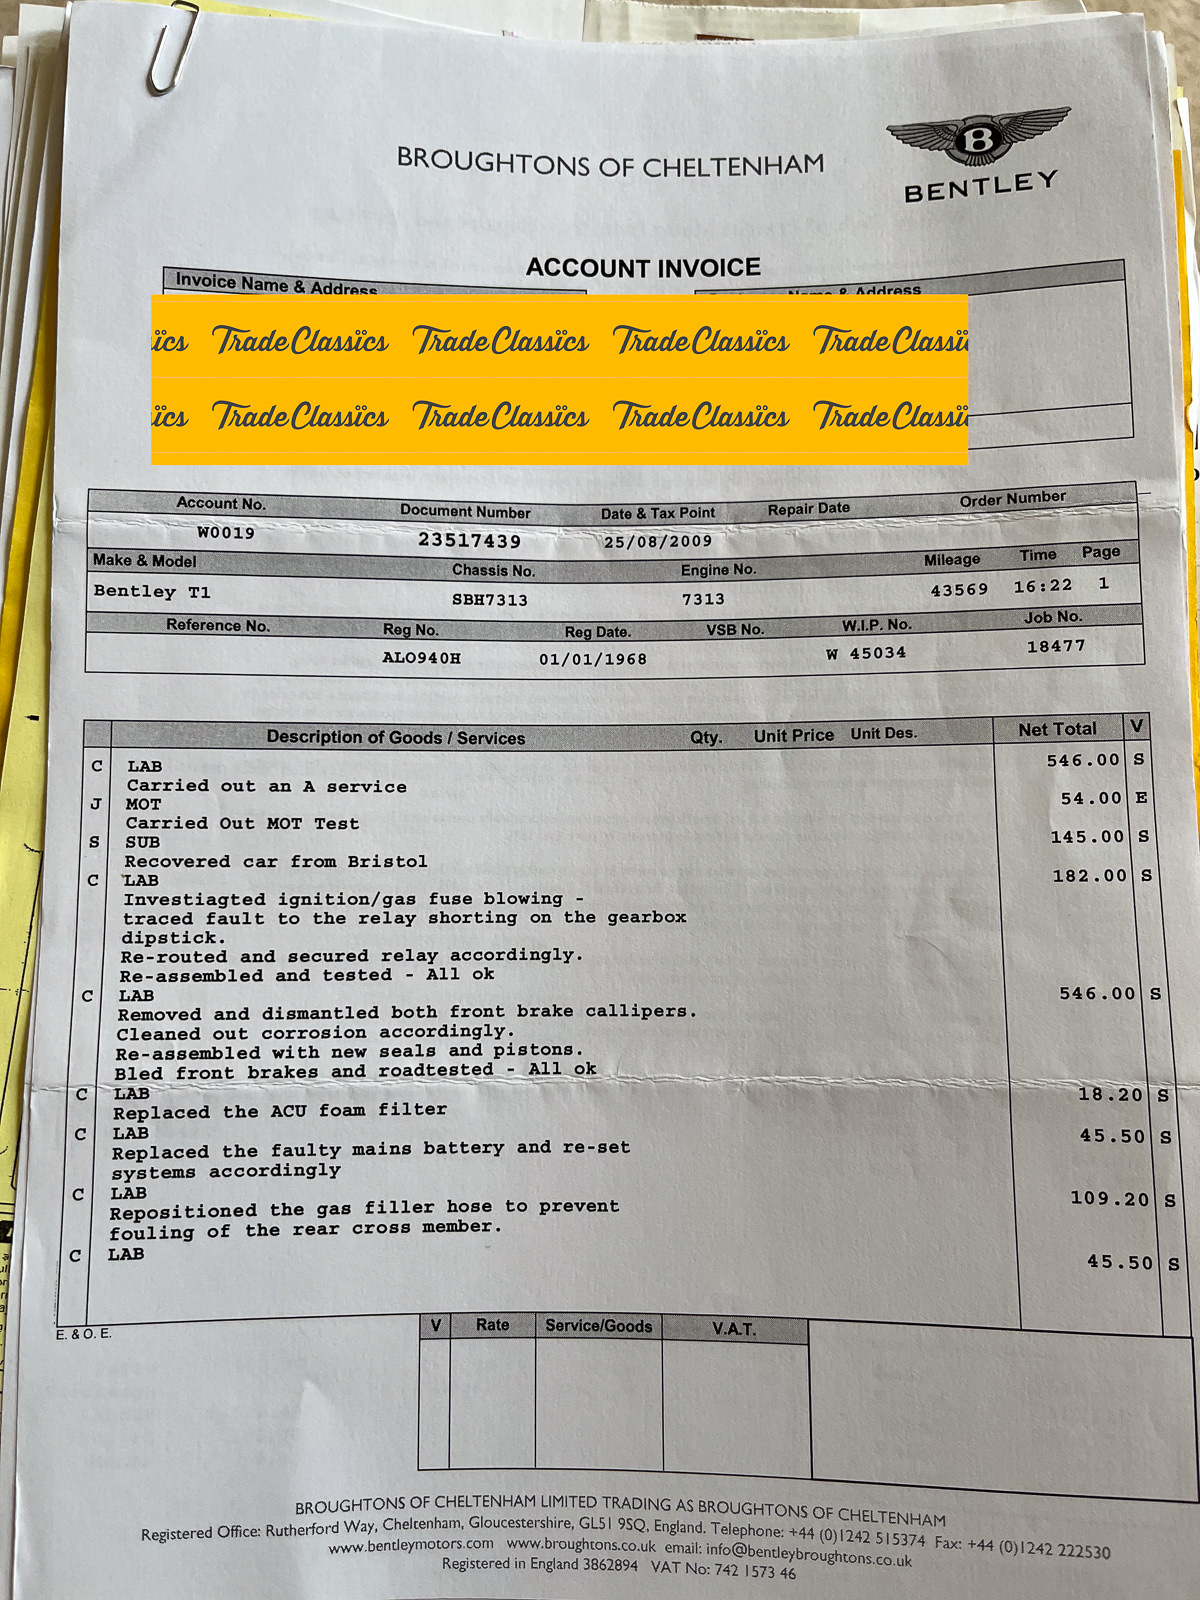 BROUGHTONS OF CHELTENHAM
B
BENTLEY
ACCOUNT INVOICE
Invoice Name & Address
Name & Address
ics TradeClassics TradeClassics TradeClassics TradeClassi
ics TradeClassics TradeClassics TradeClassics TradeClassi
Account No. Document Number Date & Tax Point Repair Date Order Number
W0019 23517439 25/08/2009
Make & Model Chassis No. Engine No. Mileage Time Page
Bentley T1 SBH7313 7313 43569 16:22 1
Reference No. Reg No. Reg Date. VSB No. W.I.P. No. Job No.
ALO940H 01/01/1968 W 45034 18477
Description of Goods / Services Qty. Unit Price Unit Des. Net Total V
C LAB 546.00 S
Carried out an A service
J MOT 54.00 E
Carried Out MOT Test
S SUB 145.00 S
Recovered car from Bristol
C LAB 182.00 S
Investiagted ignition/gas fuse blowing -
traced fault to the relay shorting on the gearbox
dipstick.
Re-routed and secured relay accordingly.
Re-assembled and tested - All ok
C LAB 546.00 S
Removed and dismantled both front brake callipers.
Cleaned out corrosion accordingly.
Re-assembled with new seals and pistons.
Bled front brakes and roadtested - All ok
C LAB 18.20 S
Replaced the ACU foam filter
C LAB 45.50 S
Replaced the faulty mains battery and re-set
systems accordingly
C LAB 109.20 S
Repositioned the gas filler hose to prevent
fouling of the rear cross member.
C LAB 45.50 S
E. & O. E.
V Rate Service/Goods V.A.T.
BROUGHTONS OF CHELTENHAM LIMITED TRADING AS BROUGHTONS OF CHELTENHAM
Registered Office: Rutherford Way, Cheltenham, Gloucestershire, GL51 9SQ, England. Telephone: +44 (0)1242 515374 Fax: +44 (0)1242 222530
www.bentleymotors.com www.broughtons.co.uk email: info@bentleybroughtons.co.uk
Registered in England 3862894 VAT No: 742 1573 46